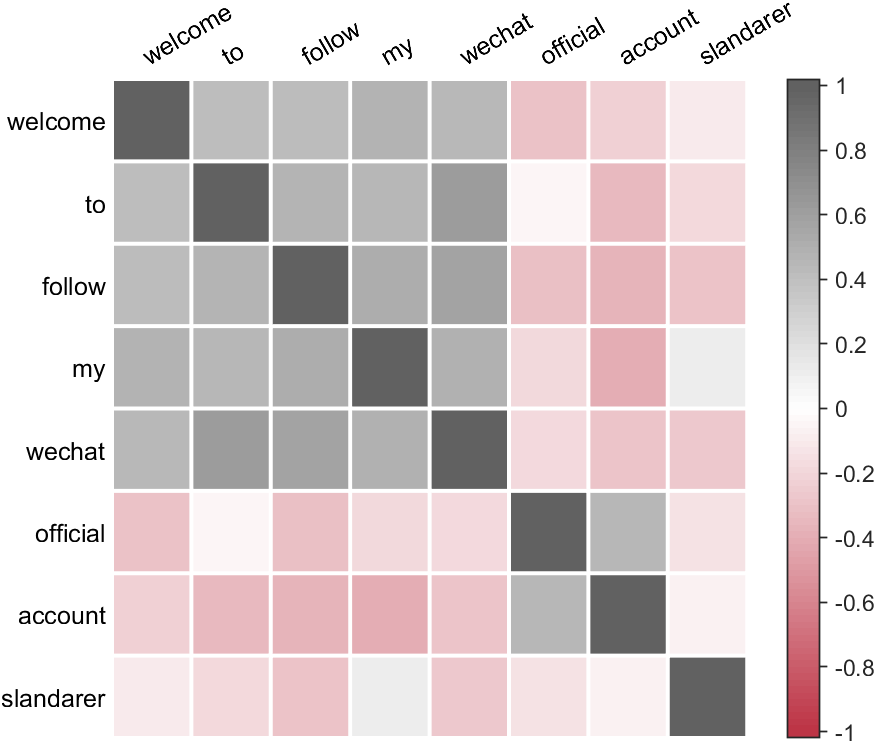 welcome to follow my wechat official account slandarer
welcome
to
follow
my
wechat
official
account
slandarer
1
0.8
0.6
0.4
0.2
0
-0.2
-0.4
-0.6
-0.8
-1